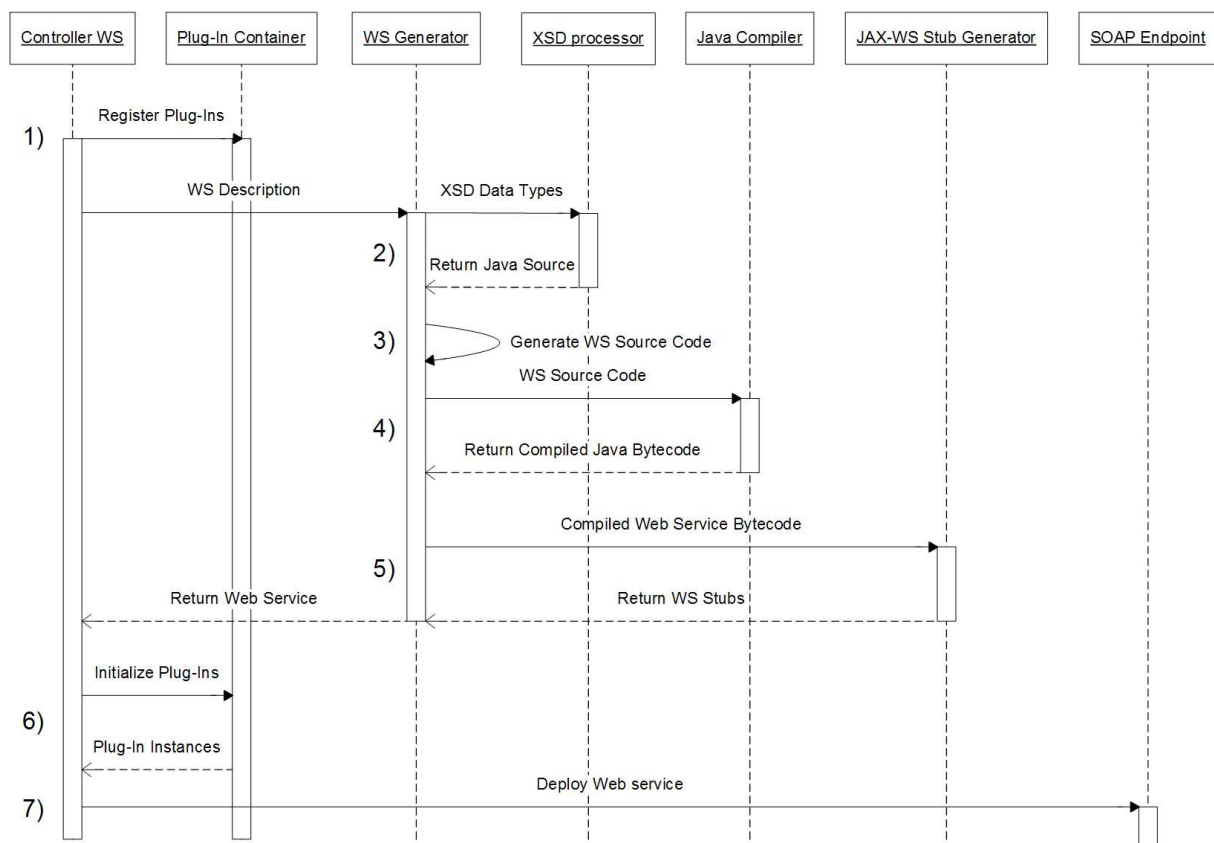 Controller WS
Plug-In Container
WS Generator
XSD processor
Java Compiler
JAX-WS Stub Generator
SOAP Endpoint
1)
Register Plug-Ins
WS Description
XSD Data Types
2)
Return Java Source
3)
Generate WS Source Code
WS Source Code
4)
Return Compiled Java Bytecode
Compiled Web Service Bytecode
5)
Return Web Service
Return WS Stubs
Initialize Plug-Ins
6)
Plug-In Instances
Deploy Web service
7)